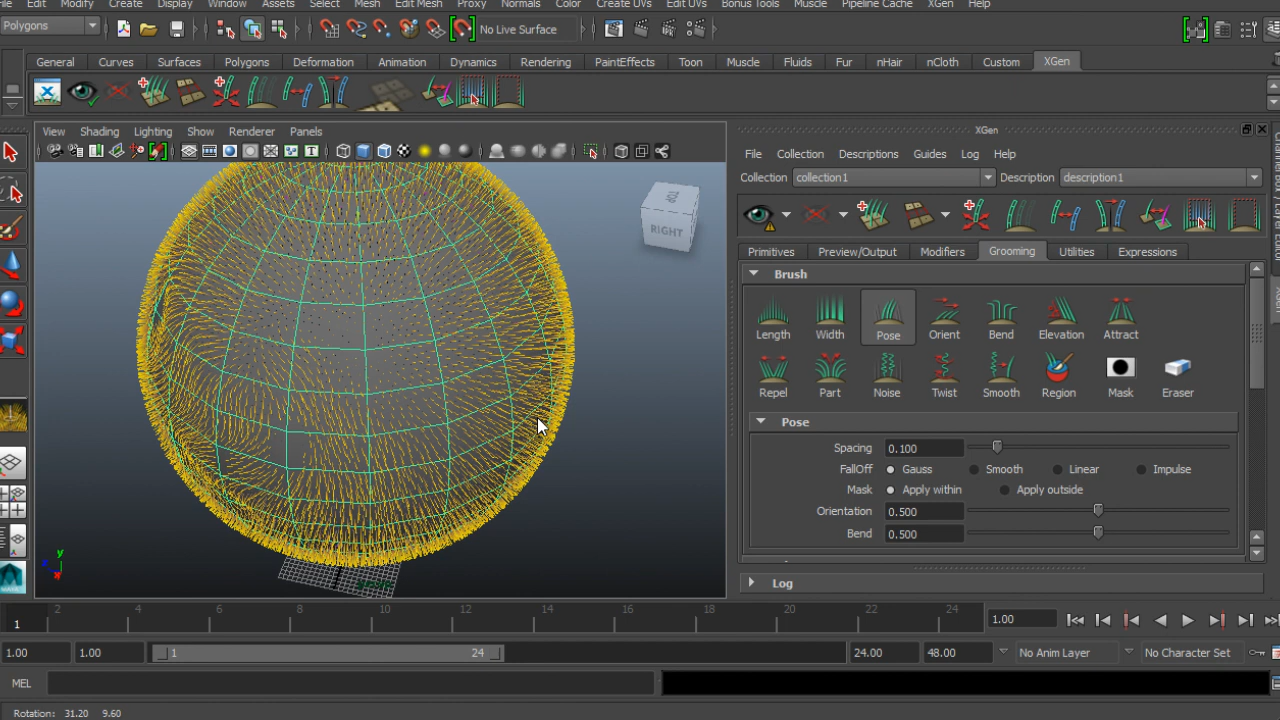 File Edit Modify Create Display Window Assets Select Mesh Edit Mesh Proxy Normals Color Create UVs Edit UVs Bonus Tools Muscle Pipeline Cache XGen Help
Polygons No Live Surface
General Curves Surfaces Polygons Deformation Animation Dynamics Rendering PaintEffects Toon Muscle Fluids Fur nHair nCloth Custom XGen
View Shading Lighting Show Renderer Panels
XGen
File Collection Descriptions Guides Log Help
Collection collection1 Description description1
TOP
RIGHT
Primitives Preview/Output Modifiers Grooming Utilities Expressions
Brush
Length Width Pose Orient Bend Elevation Attract
Repel Part Noise Twist Smooth Region Mask Eraser
Pose
Spacing 0.100
FallOff Gauss Smooth Linear Impulse
Mask Apply within Apply outside
Orientation 0.500
Bend 0.500
y
x
Log
2 4 6 8 10 12 14 16 18 20 22 24
1 1.00
1.00 1.00 1 24 24.00 48.00 No Anim Layer No Character Set
MEL
Rotation: 31.20 9.60